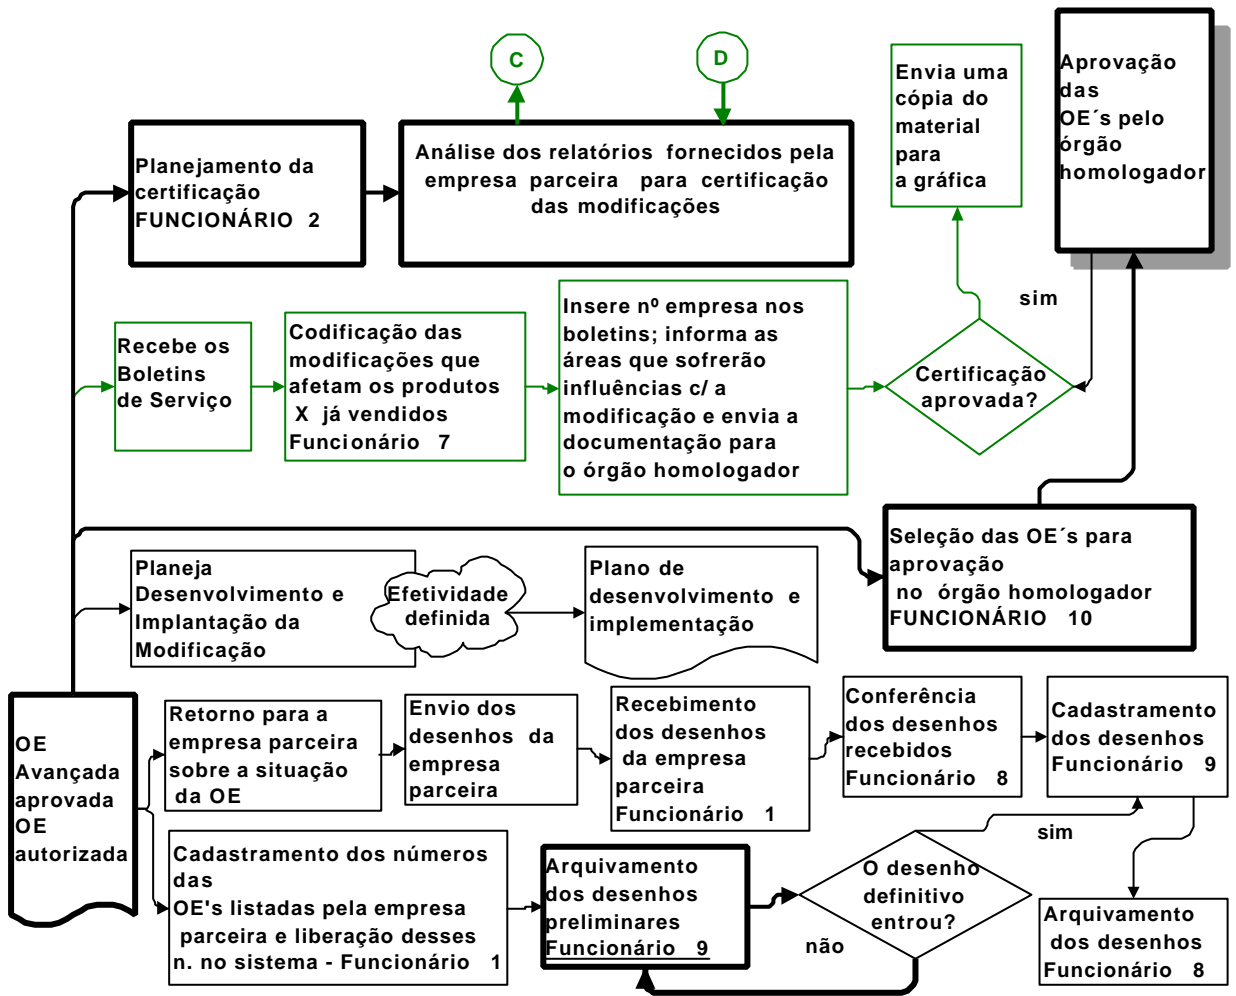 C
D
Envia uma
cópia do
material
para
a gráfica
Aprovação
das
OE´s pelo
órgão
homologador
Planejamento da
certificação
FUNCIONÁRIO 2
Análise dos relatórios fornecidos pela
empresa parceira para certificação
das modificações
sim
Recebe os
Boletins
de Serviço
Codificação das
modificações que
afetam os produtos
X já vendidos
Funcionário 7
Insere nº empresa nos
boletins; informa as
áreas que sofrerão
influências c/ a
modificação e envia a
documentação para
o órgão homologador
Certificação
aprovada?
Seleção das OE´s para
aprovação
no órgão homologador
FUNCIONÁRIO 10
Planeja
Desenvolvimento e
Implantação da
Modificação
Efetividade
definida
Plano de
desenvolvimento e
implementação
OE
Avançada
aprovada
OE
autorizada
Retorno para a
empresa parceira
sobre a situação
da OE
Envio dos
desenhos da
empresa
parceira
Recebimento
dos desenhos
da empresa
parceira
Funcionário 1
Conferência
dos desenhos
recebidos
Funcionário 8
Cadastramento
dos desenhos
Funcionário 9
Cadastramento dos números
das
OE's listadas pela empresa
parceira e liberação desses
n. no sistema - Funcionário 1
Arquivamento
dos desenhos
preliminares
Funcionário 9
O desenho
definitivo
entrou?
sim
não
Arquivamento
dos desenhos
Funcionário 8